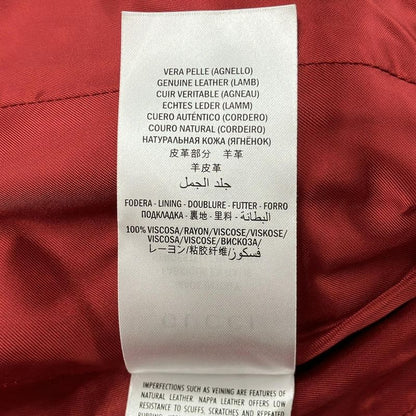 VERA PELLE (AGNELLO)
GENUINE LEATHER (LAMB)
CUIR VERITABLE (AGNEAU)
ECHTES LEDER (LAMM)
CUERO AUTÉNTICO (CORDERO)
COURO NATURAL (CORDEIRO)
НАТУРАЛЬНАЯ КОЖА (ЯГНЁНОК)
皮革部分 羊革
羊皮革
جلد الجمل
FODERA - LINING - DOUBLURE - FUTTER - FORRO
ПОДКЛАДКА - 裏地 - 里料 - البطانة
100% VISCOSA/RAYON/VISCOSE/VISKOSE/
VISCOSA/VISCOSE/ВИСКОЗА/
レーヨン/粘胶纤维/فسكوز
IMPERFECTIONS SUCH AS VEINING ARE FEATURES OF
NATURAL LEATHER. NAPPA LEATHER OFFERS LOW
RESISTANCE TO SCUFFS, SCRATCHES AND REPEATED